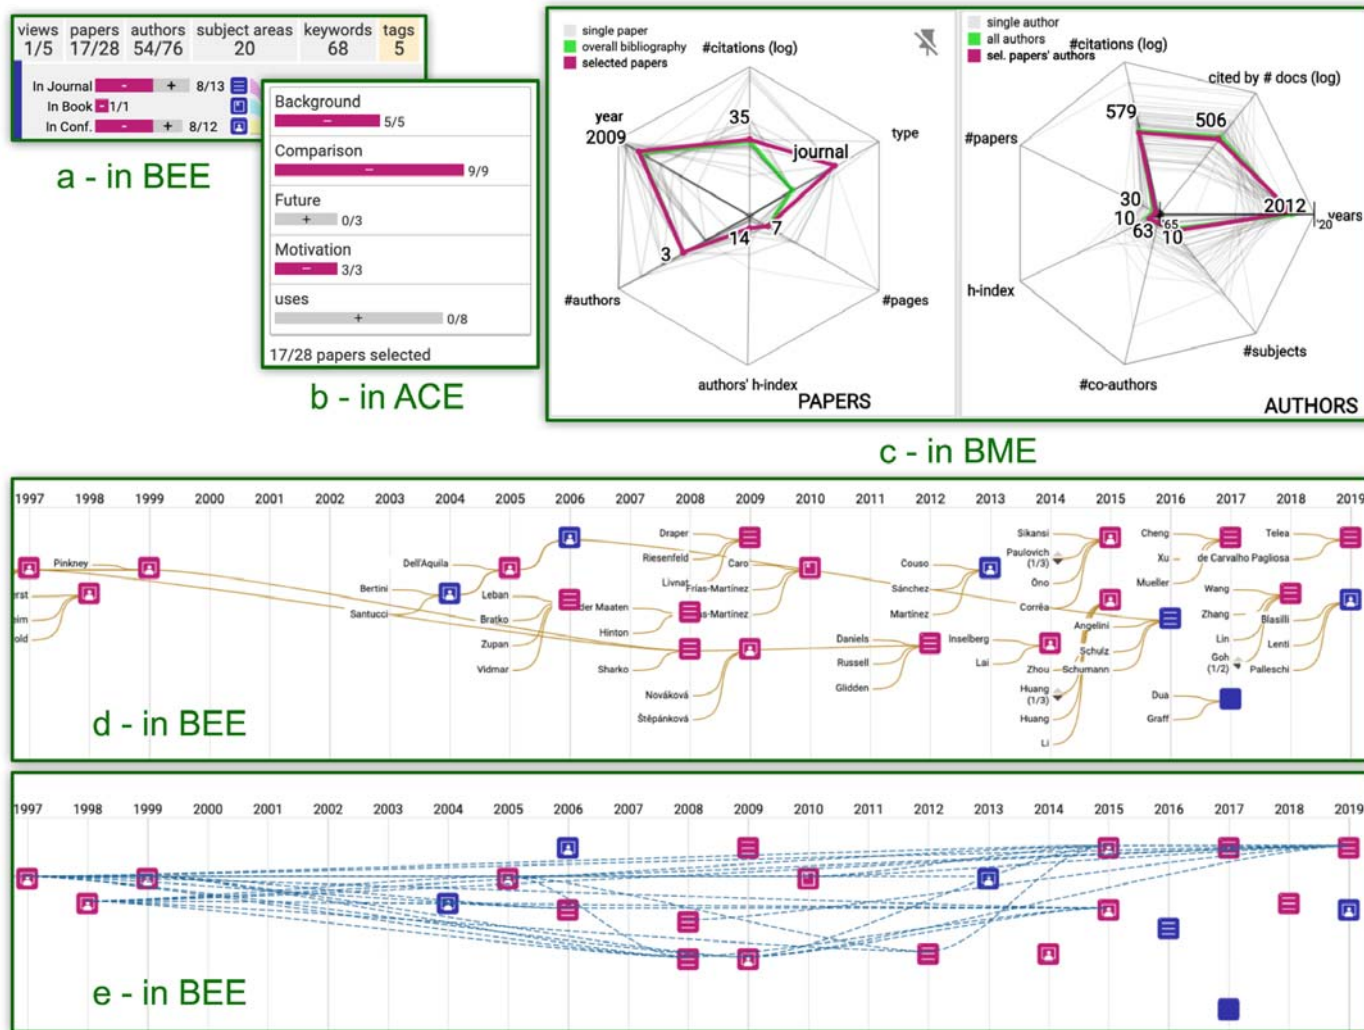 views papers authors subject areas keywords tags
1/5 17/28 54/76 20 68 5
In Journal - + 8/13
In Book - 1/1
In Conf. - + 8/12
a - in BEE
Background
- 5/5
Comparison
- 9/9
Future
+ 0/3
Motivation
- 3/3
uses
+ 0/8
17/28 papers selected
b - in ACE
single paper
overall bibliography
selected papers
#citations (log)
year
2009
35
type
journal
3
14
7
#authors
#pages
authors' h-index
PAPERS
single author
all authors
sel. papers' authors
#citations (log)
cited by # docs (log)
579
506
#papers
30
10
63
'65
10
2012
years
'20
h-index
#subjects
#co-authors
AUTHORS
c - in BME
1997 1998 1999 2000 2001 2002 2003 2004 2005 2006 2007 2008 2009 2010 2011 2012 2013 2014 2015 2016 2017 2018 2019
Draper
Sikansi
Cheng
Telea
Pinkney
Dell'Aquila
Riesenfeld
Caro
Couso
Paulovich
(1/3)
Xu
de Carvalho Pagliosa
Bertini
Leban
Livnat
Frías-Martínez
Sánchez
Ono
Mueller
Wang
erst
Santucci
Bratko
der Maaten
as-Martínez
Martínez
Corrêa
Angelini
Zhang
Blasilli
eim
Hinton
Zupan
Daniels
Inselberg
Schulz
Lin
Lenti
old
Vidmar
Sharko
Russell
Lai
Zhou
Schumann
Goh
(1/2)
Palleschi
Nováková
Glidden
Huang
(1/3)
Dua
Štěpánková
Huang
Graff
Li
d - in BEE
1997 1998 1999 2000 2001 2002 2003 2004 2005 2006 2007 2008 2009 2010 2011 2012 2013 2014 2015 2016 2017 2018 2019
e - in BEE